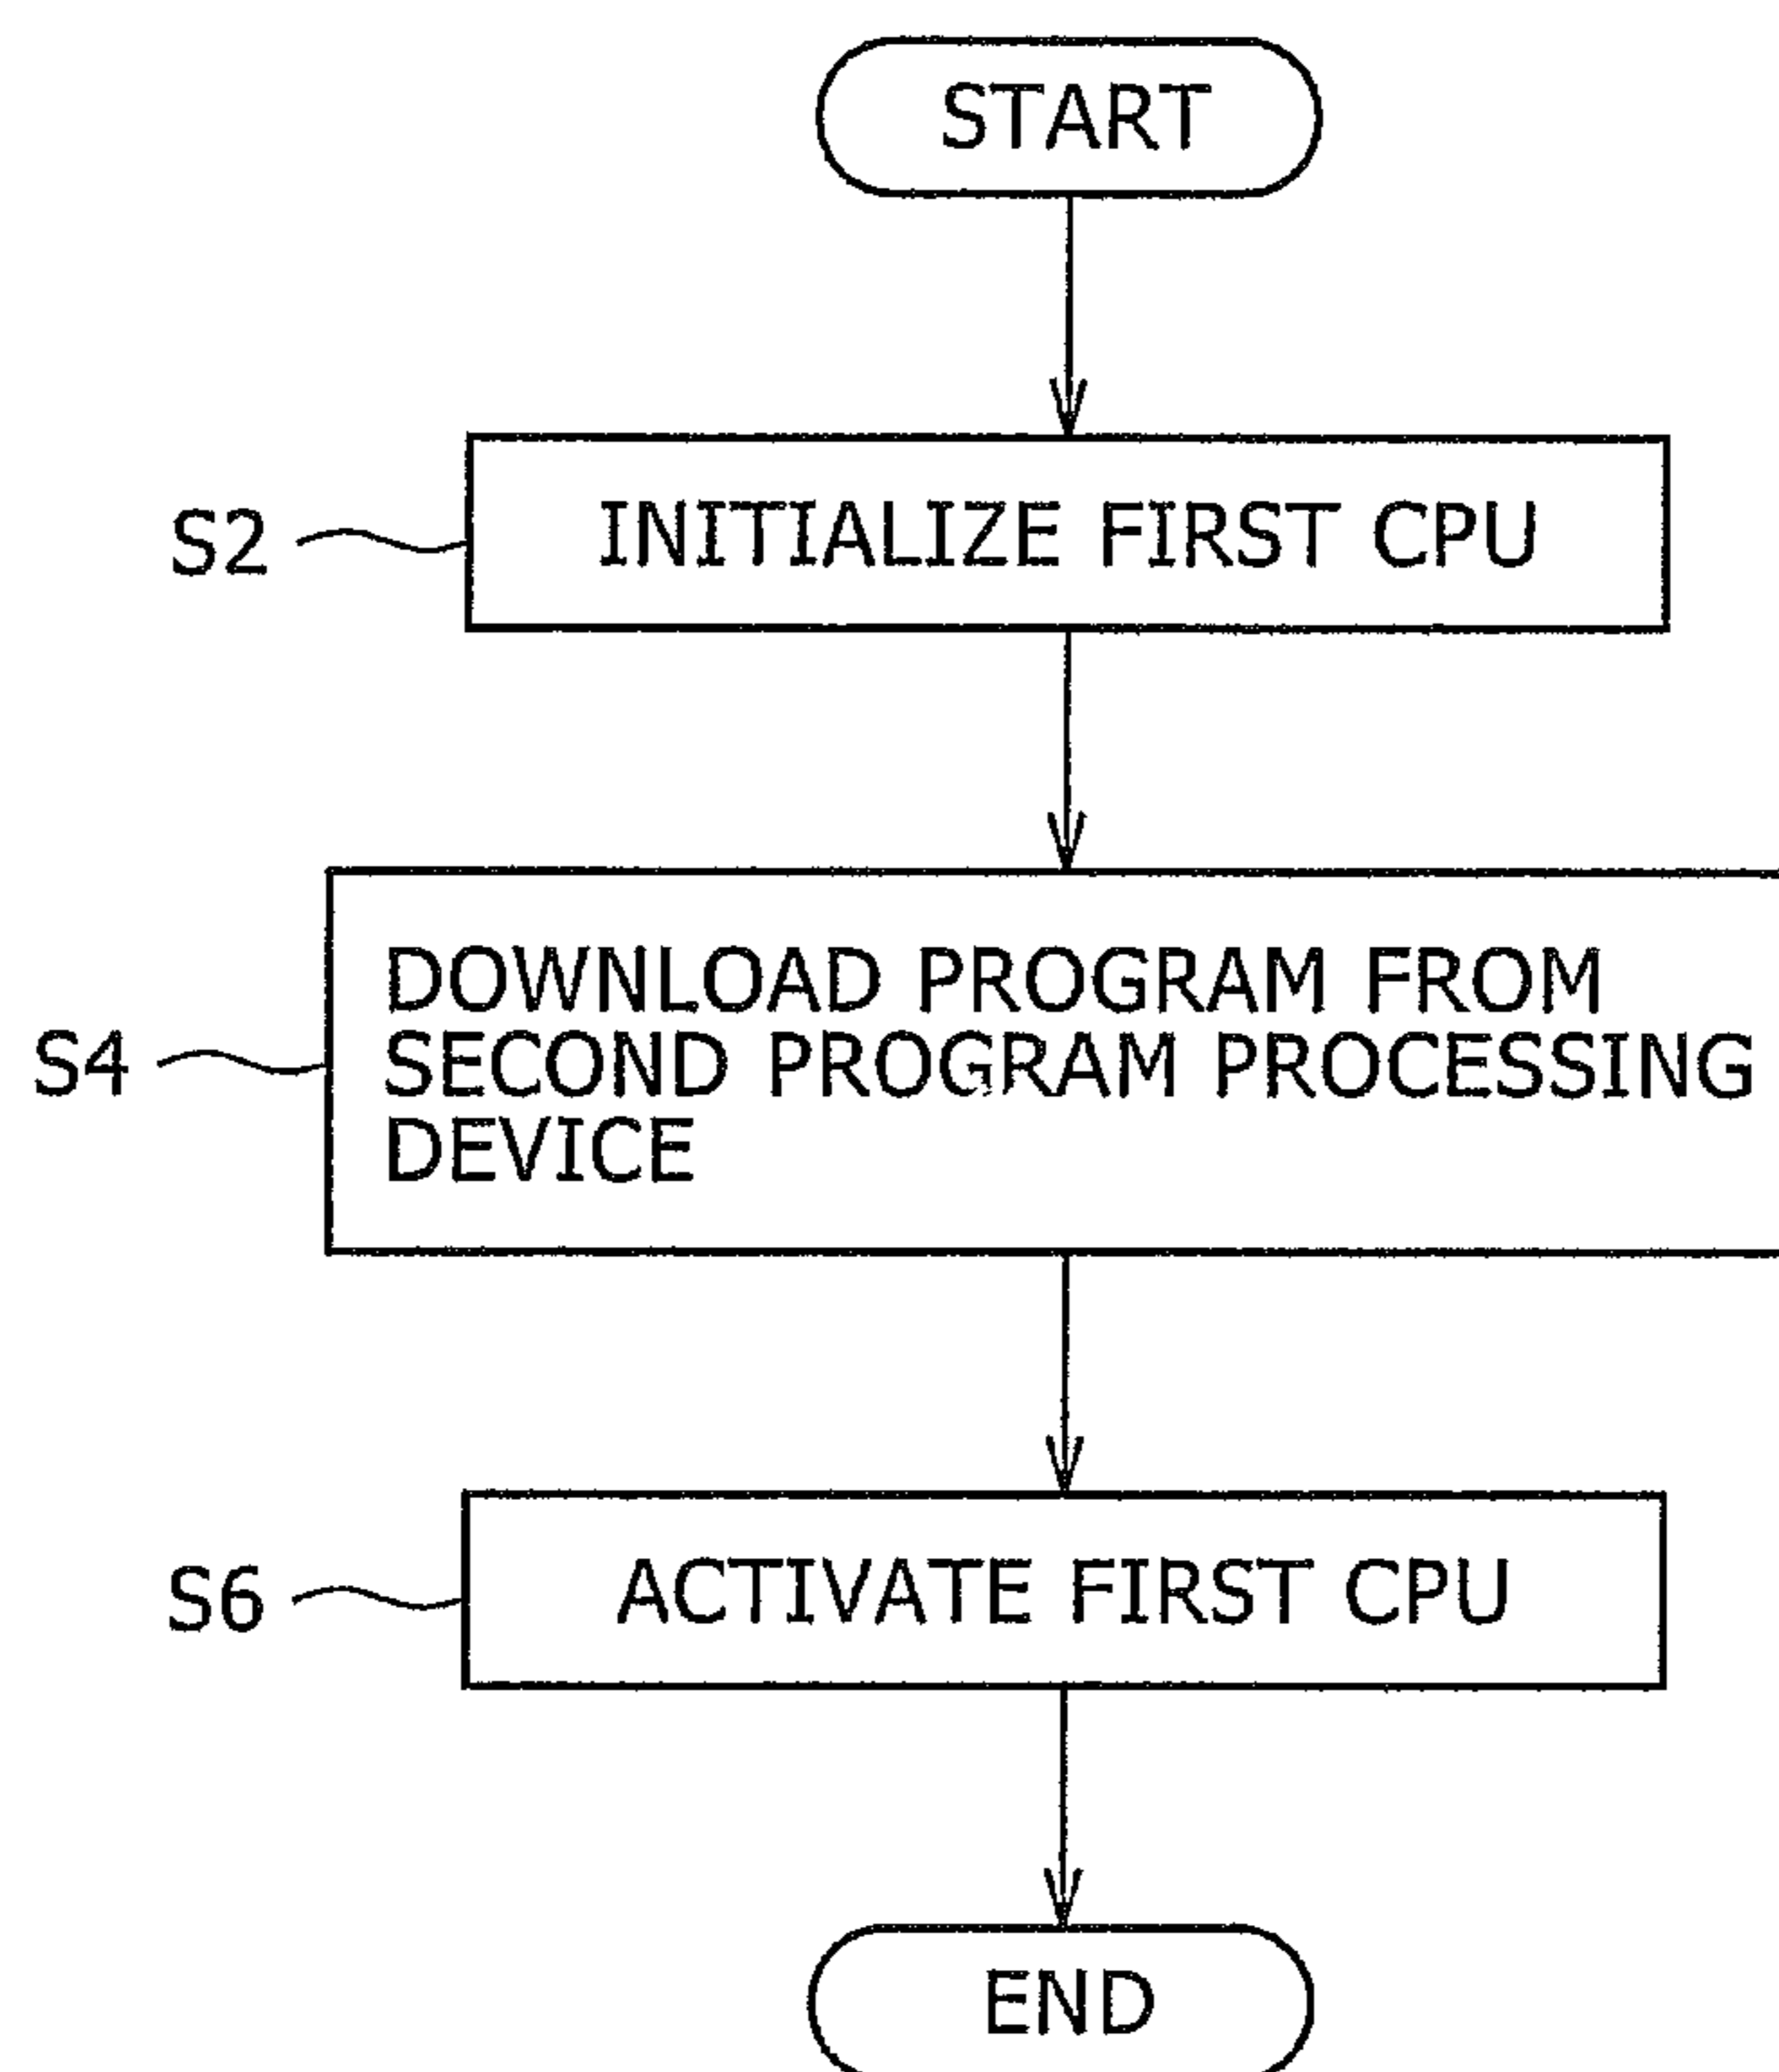 START
S2
INITIALIZE FIRST CPU
S4
DOWNLOAD PROGRAM FROM
SECOND PROGRAM PROCESSING
DEVICE
S6
ACTIVATE FIRST CPU
END